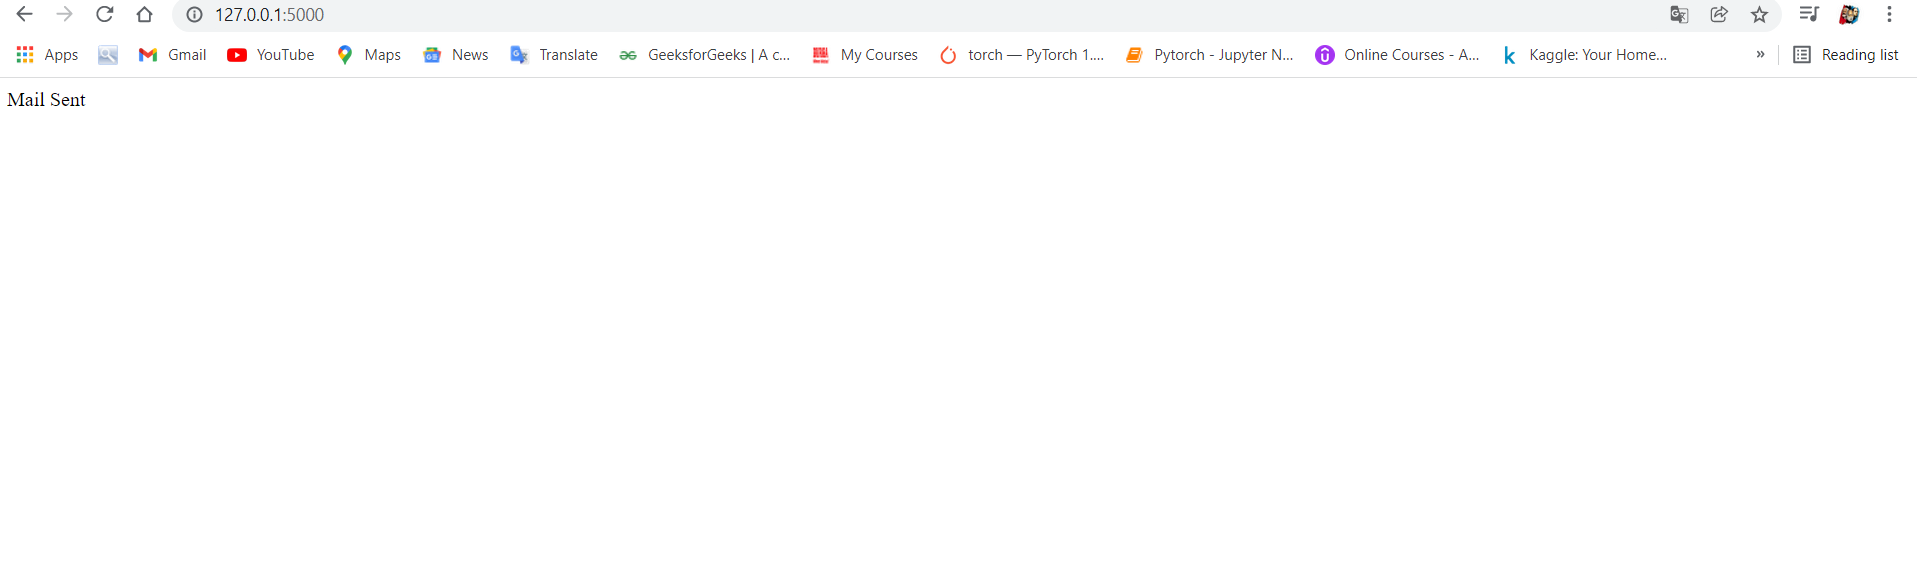 127.0.0.1:5000
Apps Gmail YouTube Maps News Translate GeeksforGeeks | A c... My Courses torch — PyTorch 1.... Pytorch - Jupyter N... Online Courses - A... Kaggle: Your Home... » Reading list
Mail Sent